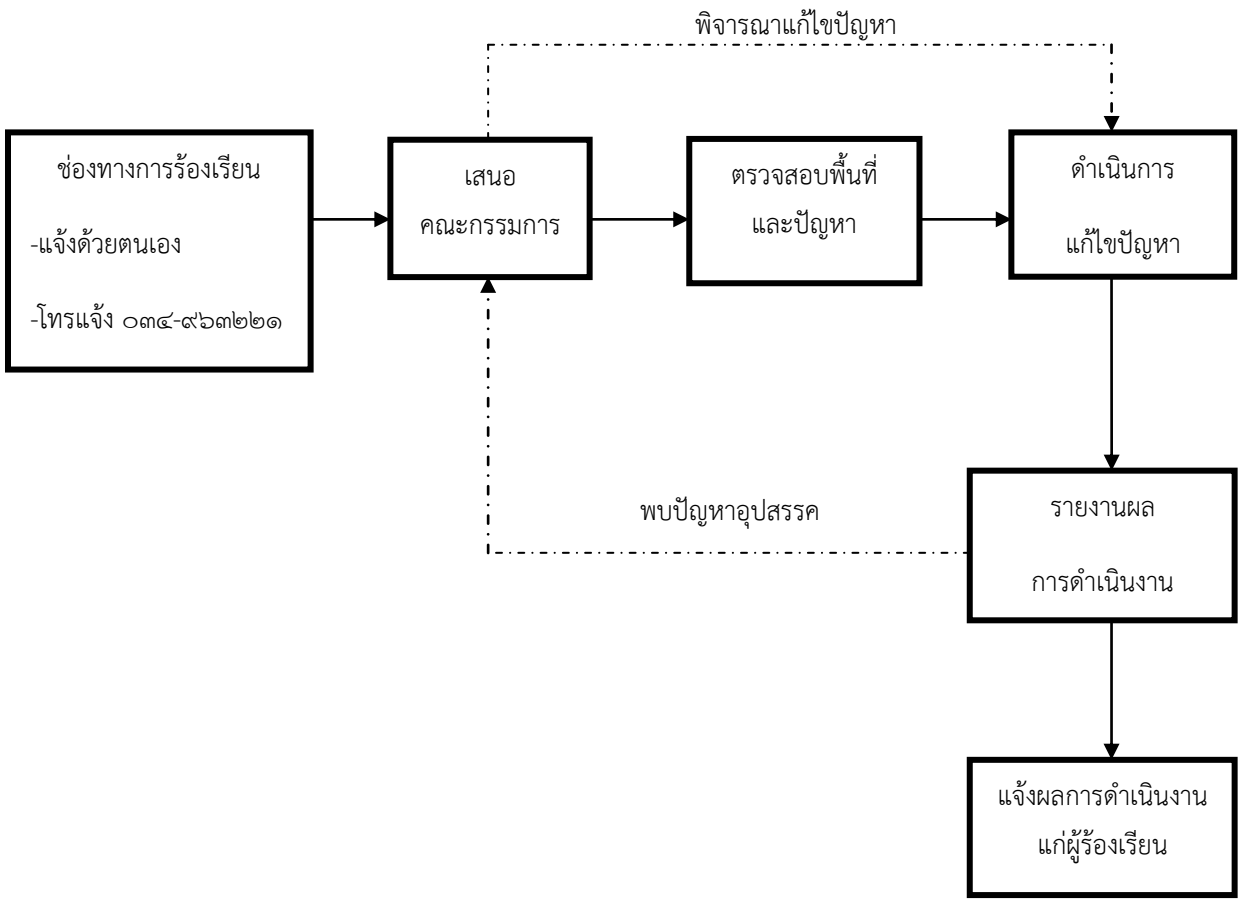 พิจารณาแก้ไขปัญหา
ช่องทางการร้องเรียน
-แจ้งด้วยตนเอง
-โทรแจ้ง ๐๓๔-๙๖๓๒๒๑
เสนอ
คณะกรรมการ
ตรวจสอบพื้นที่
และปัญหา
ดำเนินการ
แก้ไขปัญหา
พบปัญหาอุปสรรค
รายงานผล
การดำเนินงาน
แจ้งผลการดำเนินงาน
แก่ผู้ร้องเรียน